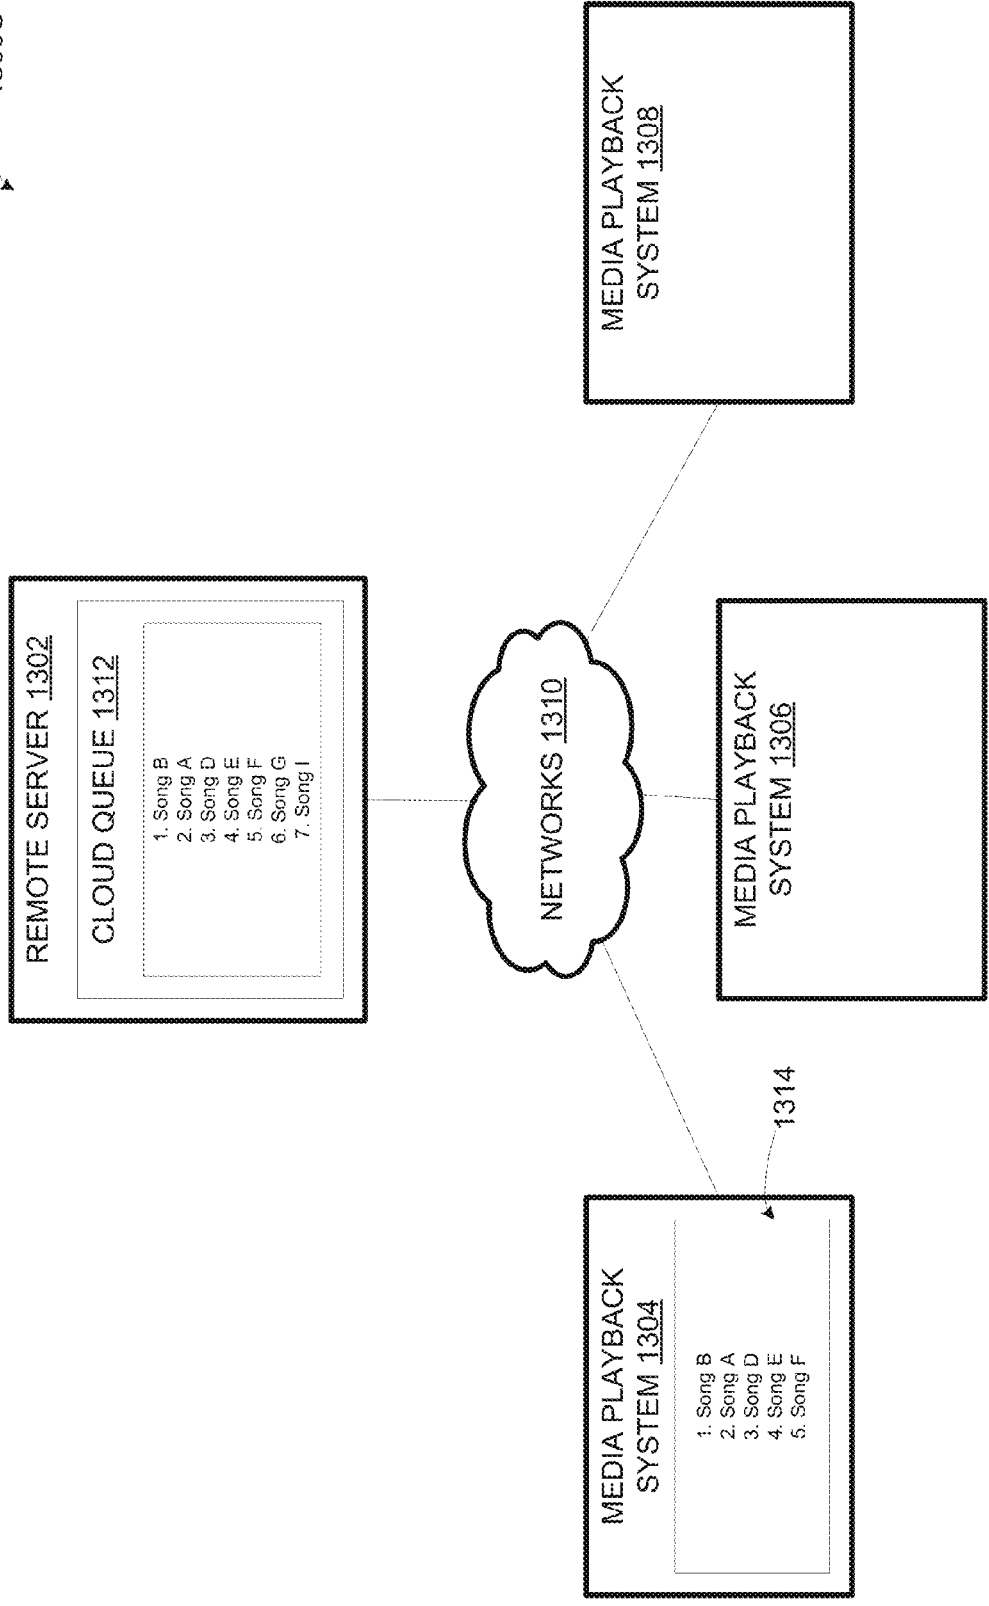 REMOTE SERVER 1302
CLOUD QUEUE 1312
1. Song B
2. Song A
3. Song D
4. Song E
5. Song F
6. Song G
7. Song I
NETWORKS 1310
MEDIA PLAYBACK
SYSTEM 1304
1. Song B
2. Song A
3. Song D
4. Song E
5. Song F
1314
MEDIA PLAYBACK
SYSTEM 1306
MEDIA PLAYBACK
SYSTEM 1308